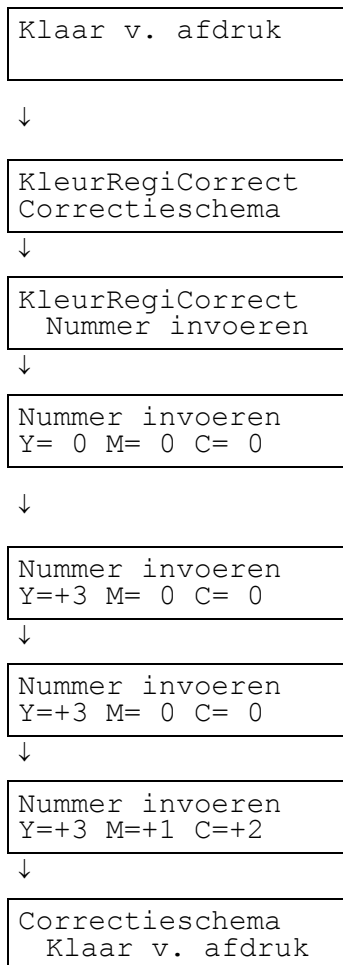 Klaar v. afdruk
↓
KleurRegiCorrect
Correctieschema
↓
KleurRegiCorrect
Nummer invoeren
↓
Nummer invoeren
Y= 0 M= 0 C= 0
↓
Nummer invoeren
Y=+3 M= 0 C= 0
↓
Nummer invoeren
Y=+3 M= 0 C= 0
↓
Nummer invoeren
Y=+3 M=+1 C=+2
↓
Correctieschema
Klaar v. afdruk